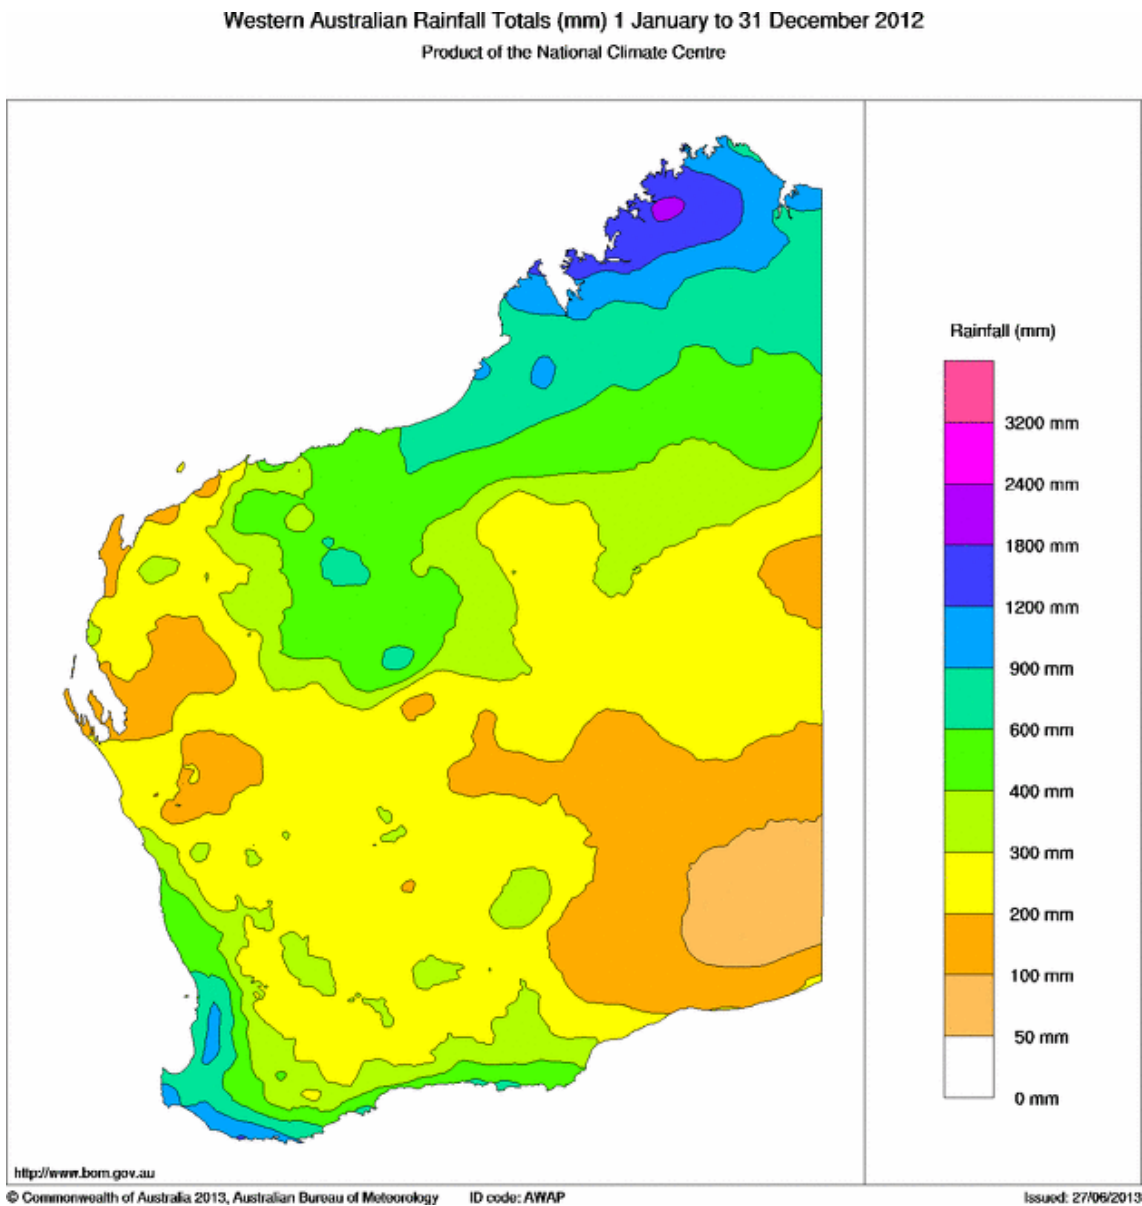 Western Australian Rainfall Totals (mm) 1 January to 31 December 2012
Product of the National Climate Centre
Rainfall (mm)
3200 mm
2400 mm
1800 mm
1200 mm
900 mm
600 mm
400 mm
300 mm
200 mm
100 mm
50 mm
0 mm
http://www.bom.gov.au
© Commonwealth of Australia 2013, Australian Bureau of Meteorology ID code: AWAP Issued: 27/06/2013